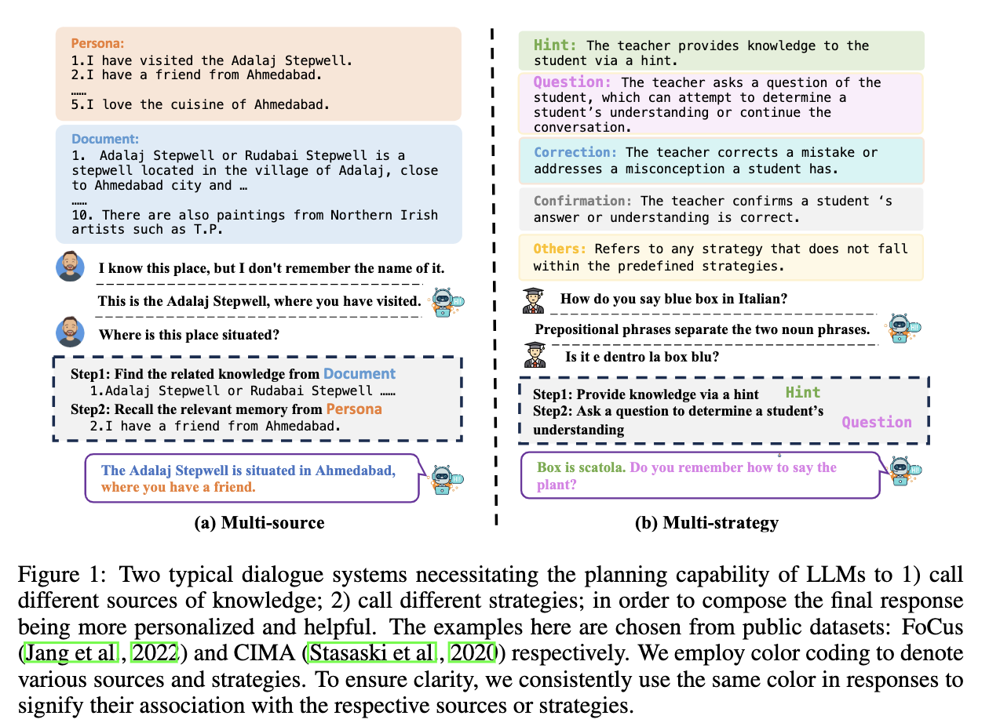 Persona:
1.I have visited the Adalaj Stepwell.
2.I have a friend from Ahmedabad.
……
5.I love the cuisine of Ahmedabad.
Document:
1.  Adalaj Stepwell or Rudabai Stepwell is a
stepwell located in the village of Adalaj, close
to Ahmedabad city and …
……
10. There are also paintings from Northern Irish
artists such as T.P.
I know this place, but I don't remember the name of it.
This is the Adalaj Stepwell, where you have visited.
HI!
Where is this place situated?
Step1: Find the related knowledge from Document
1.Adalaj Stepwell or Rudabai Stepwell ……
Step2: Recall the relevant memory from Persona
2.I have a friend from Ahmedabad.
The Adalaj Stepwell is situated in Ahmedabad,
where you have a friend.
HI!
(a) Multi-source
Hint: The teacher provides knowledge to the
student via a hint.
Question: The teacher asks a question of the
student, which can attempt to determine a
student’s understanding or continue the
conversation.
Correction: The teacher corrects a mistake or
addresses a misconception a student has.
Confirmation: The teacher confirms a student ‘s
answer or understanding is correct.
Others: Refers to any strategy that does not fall
within the predefined strategies.
How do you say blue box in Italian?
Prepositional phrases separate the two noun phrases.
HI!
Is it e dentro la box blu?
Step1: Provide knowledge via a hint Hint
Step2: Ask a question to determine a student’s
understanding Question
Box is scatola. Do you remember how to say the
plant?
HI!
(b) Multi-strategy
Figure 1: Two typical dialogue systems necessitating the planning capability of LLMs to 1) call
different sources of knowledge; 2) call different strategies; in order to compose the final response
being more personalized and helpful. The examples here are chosen from public datasets: FoCus
(Jang et al., 2022) and CIMA (Stasaski et al., 2020) respectively. We employ color coding to denote
various sources and strategies. To ensure clarity, we consistently use the same color in responses to
signify their association with the respective sources or strategies.